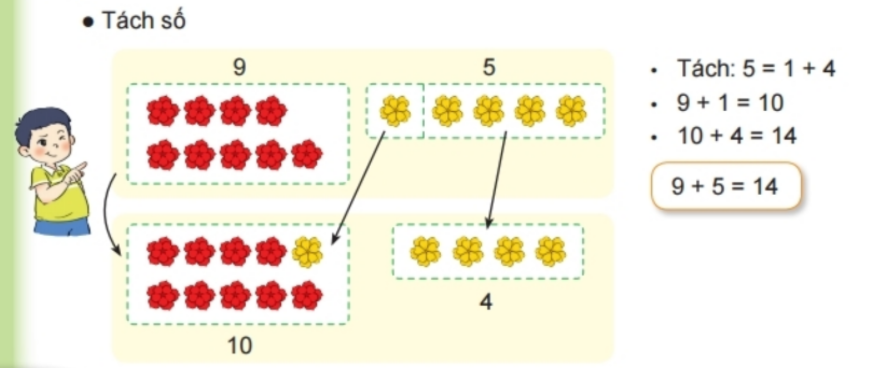 • Tách số
9 5
10
4
• Tách: 5 = 1 + 4
• 9 + 1 = 10
• 10 + 4 = 14
9 + 5 = 14